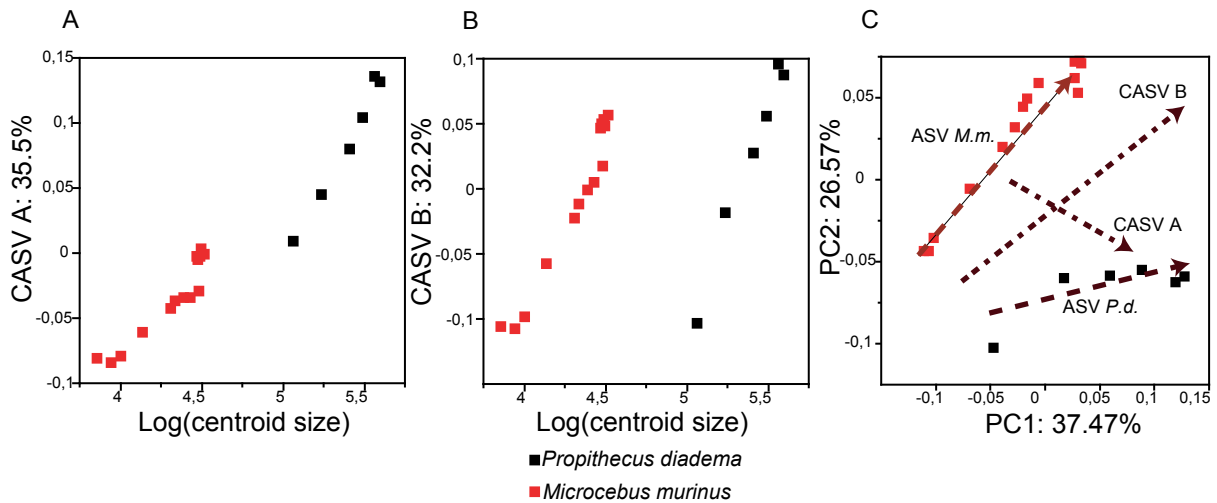 A
B
C
0,15
0,1
0,05
0
-0,05
-0,1
CASV A: 35.5%
4
4,5
5
5,5
Log(centroid size)
0,1
0,05
0
-0,05
-0,1
CASV B: 32.2%
4
4,5
5
5,5
Log(centroid size)
0,05
0
-0,05
-0,1
PC2: 26.57%
CASV B
ASV M.m.
CASV A
ASV P.d.
-0,1
-0,05
0
0,05
0,1
0,15
PC1: 37.47%
Propithecus diadema
Microcebus murinus